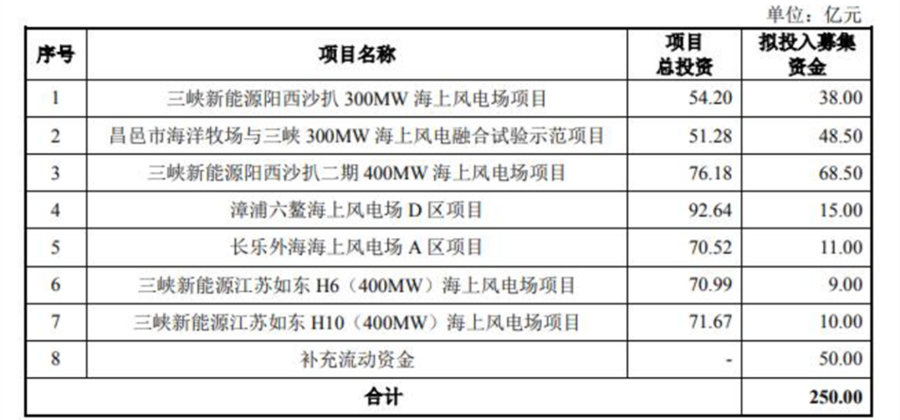 单位：亿元
序号 项目名称 项目总投资 拟投入募集资金
1 三峡新能源阳西沙扒 300MW 海上风电场项目 54.20 38.00
2 昌邑市海洋牧场与三峡 300MW 海上风电融合试验示范项目 51.28 48.50
3 三峡新能源阳西沙扒二期 400MW 海上风电场项目 76.18 68.50
4 漳浦六鳌海上风电场 D 区项目 92.64 15.00
5 长乐外海海上风电场 A 区项目 70.52 11.00
6 三峡新能源江苏如东 H6（400MW）海上风电场项目 70.99 9.00
7 三峡新能源江苏如东 H10（400MW）海上风电场项目 71.67 10.00
8 补充流动资金 - 50.00
合计 250.00